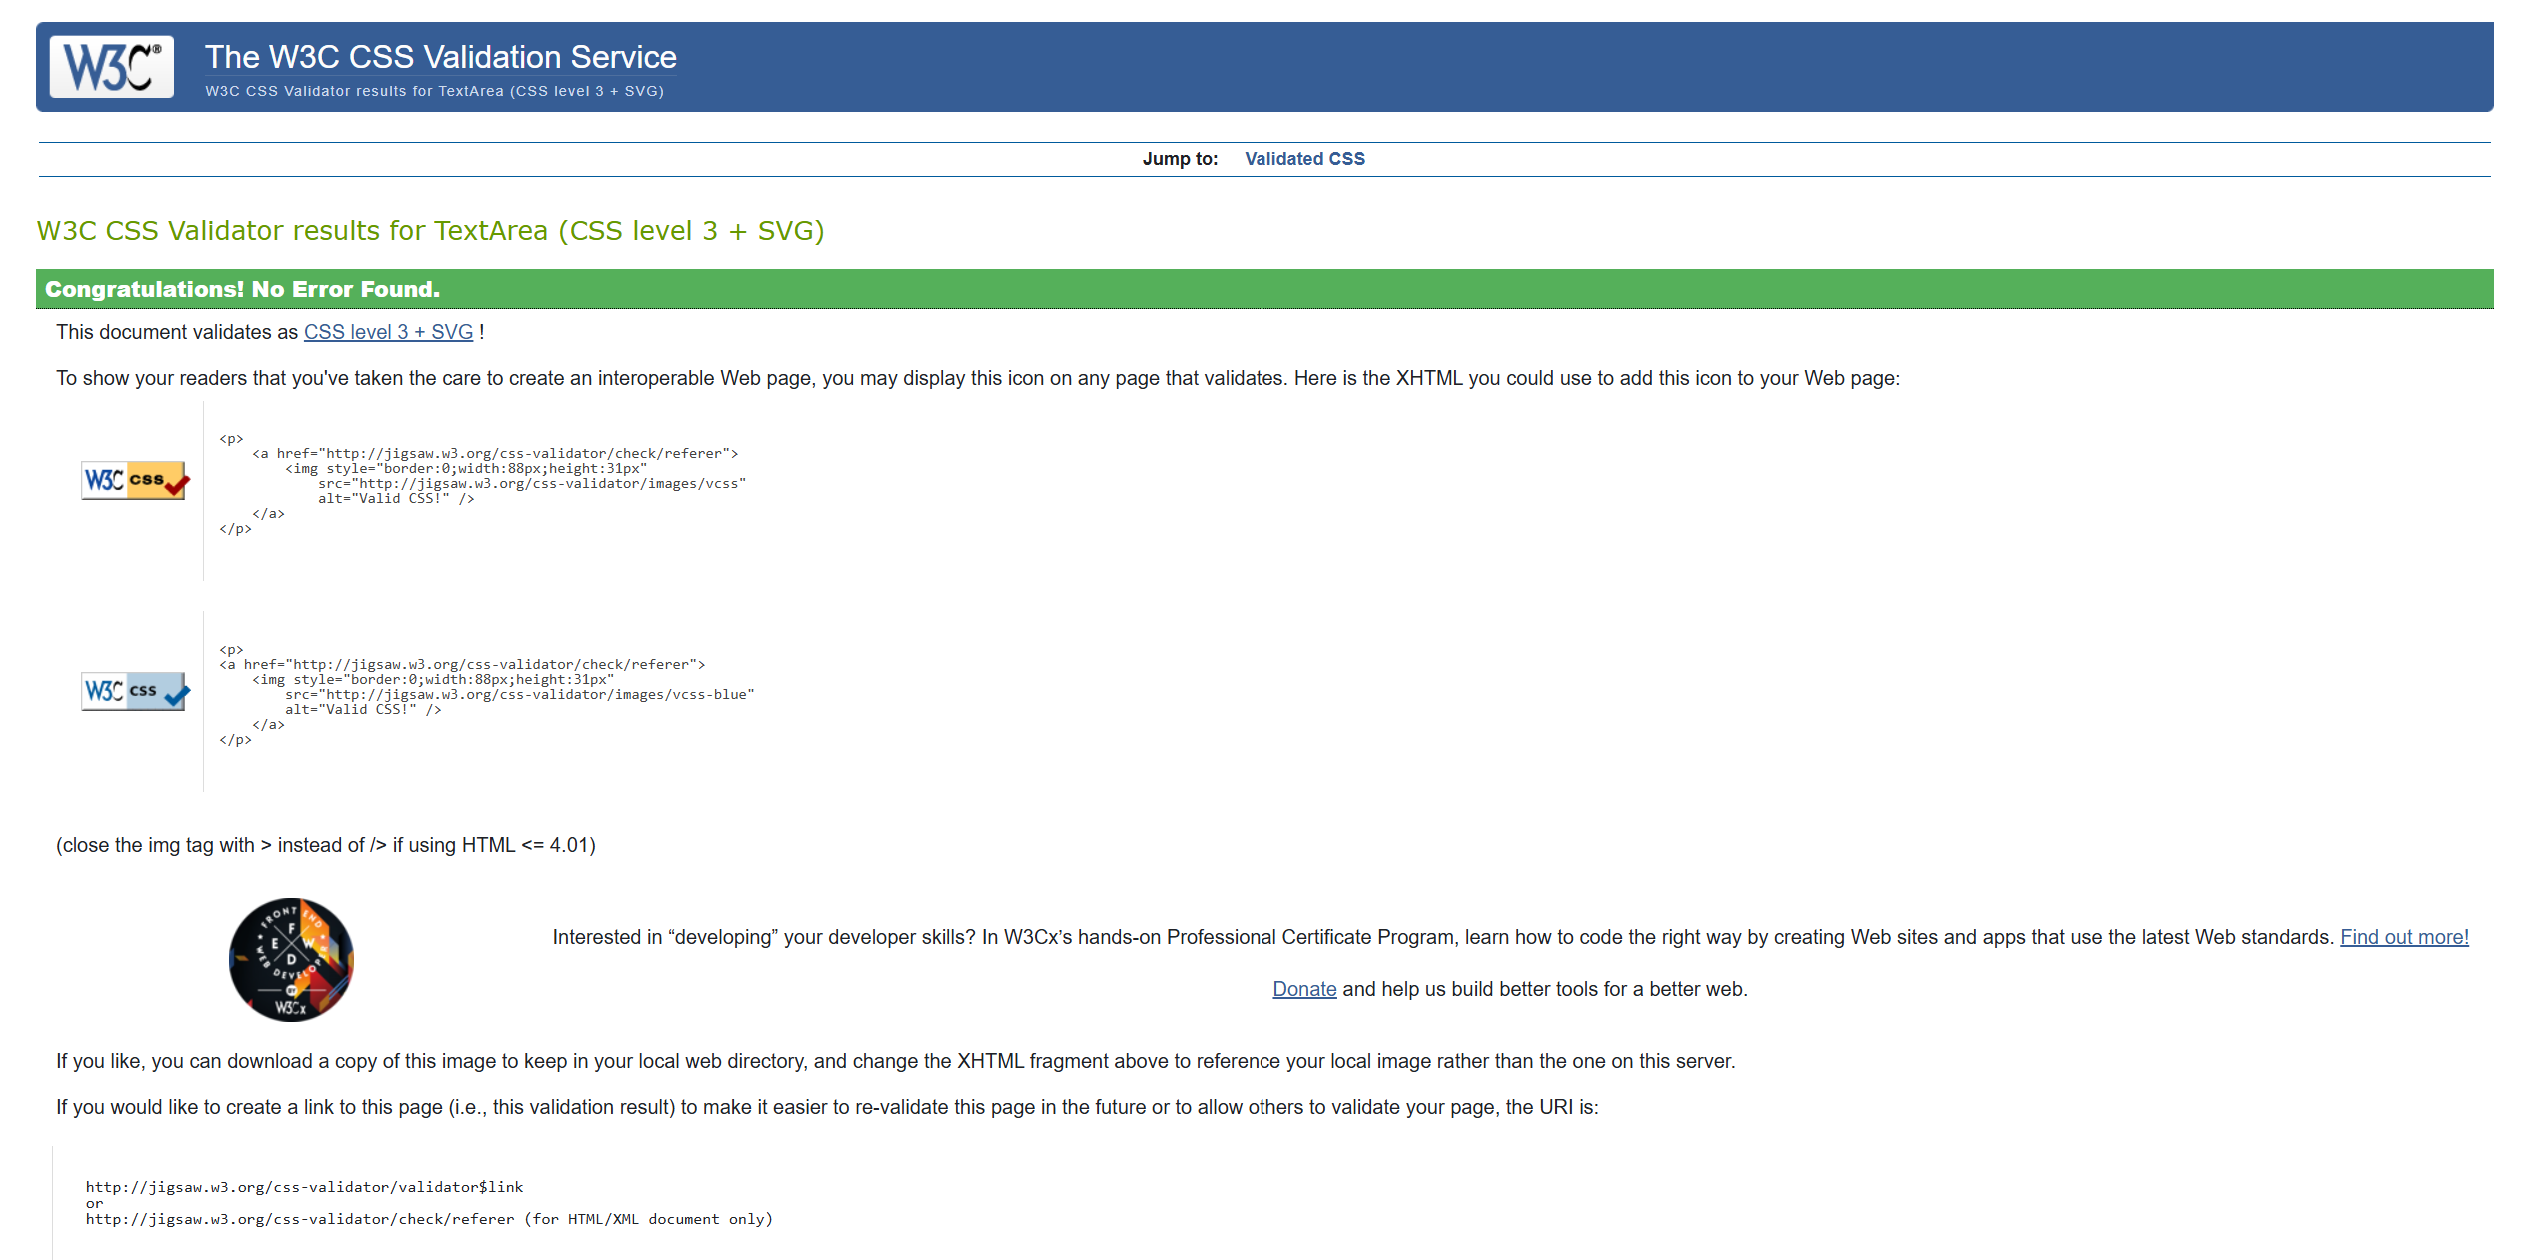 W3C®
The W3C CSS Validation Service
W3C CSS Validator results for TextArea (CSS level 3 + SVG)
Jump to: Validated CSS
W3C CSS Validator results for TextArea (CSS level 3 + SVG)
Congratulations! No Error Found.
This document validates as CSS level 3 + SVG !
To show your readers that you've taken the care to create an interoperable Web page, you may display this icon on any page that validates. Here is the XHTML you could use to add this icon to your Web page:
W3C css
<p>
<a href="http://jigsaw.w3.org/css-validator/check/referer">
<img style="border:0;width:88px;height:31px"
src="http://jigsaw.w3.org/css-validator/images/vcss"
alt="Valid CSS!" />
</a>
</p>
W3C css
<p>
<a href="http://jigsaw.w3.org/css-validator/check/referer">
<img style="border:0;width:88px;height:31px"
src="http://jigsaw.w3.org/css-validator/images/vcss-blue"
alt="Valid CSS!" />
</a>
</p>
(close the img tag with > instead of /> if using HTML <= 4.01)
FRONT END
F E W D
WEB DEVELOPER
BY
W3Cx
Interested in “developing” your developer skills? In W3Cx’s hands-on Professional Certificate Program, learn how to code the right way by creating Web sites and apps that use the latest Web standards. Find out more!
Donate and help us build better tools for a better web.
If you like, you can download a copy of this image to keep in your local web directory, and change the XHTML fragment above to reference your local image rather than the one on this server.
If you would like to create a link to this page (i.e., this validation result) to make it easier to re-validate this page in the future or to allow others to validate your page, the URI is:
http://jigsaw.w3.org/css-validator/validator$link
or
http://jigsaw.w3.org/css-validator/check/referer (for HTML/XML document only)